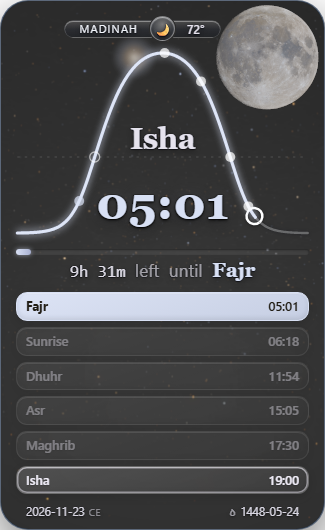 MADINAH 72°
Isha
05:01
9h 31m left until Fajr
Fajr 05:01
Sunrise 06:18
Dhuhr 11:54
Asr 15:05
Maghrib 17:30
Isha 19:00
2026-11-23 CE 1448-05-24